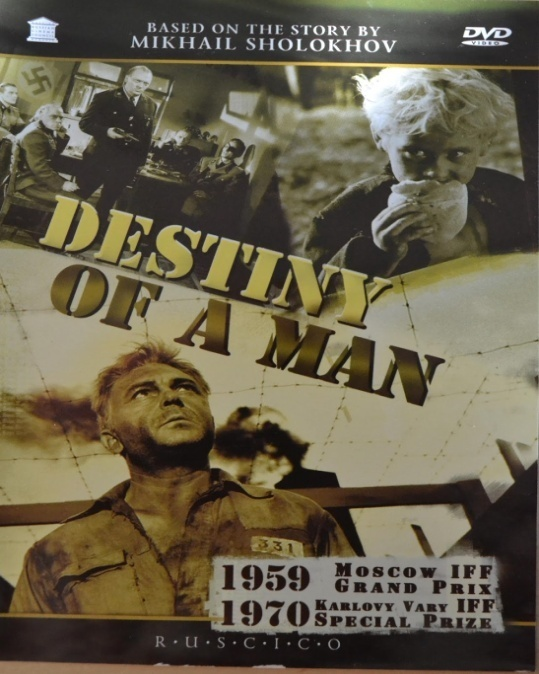 BASED ON THE STORY BY
MIKHAIL SHOLOKHOV
DVD
VIDEO
DESTINY
OF A MAN
331
1959 MOSCOW IFF
GRAND PRIX
1970 KARLOVY VARY IFF
SPECIAL PRIZE
R·U·S·C·I·C·O